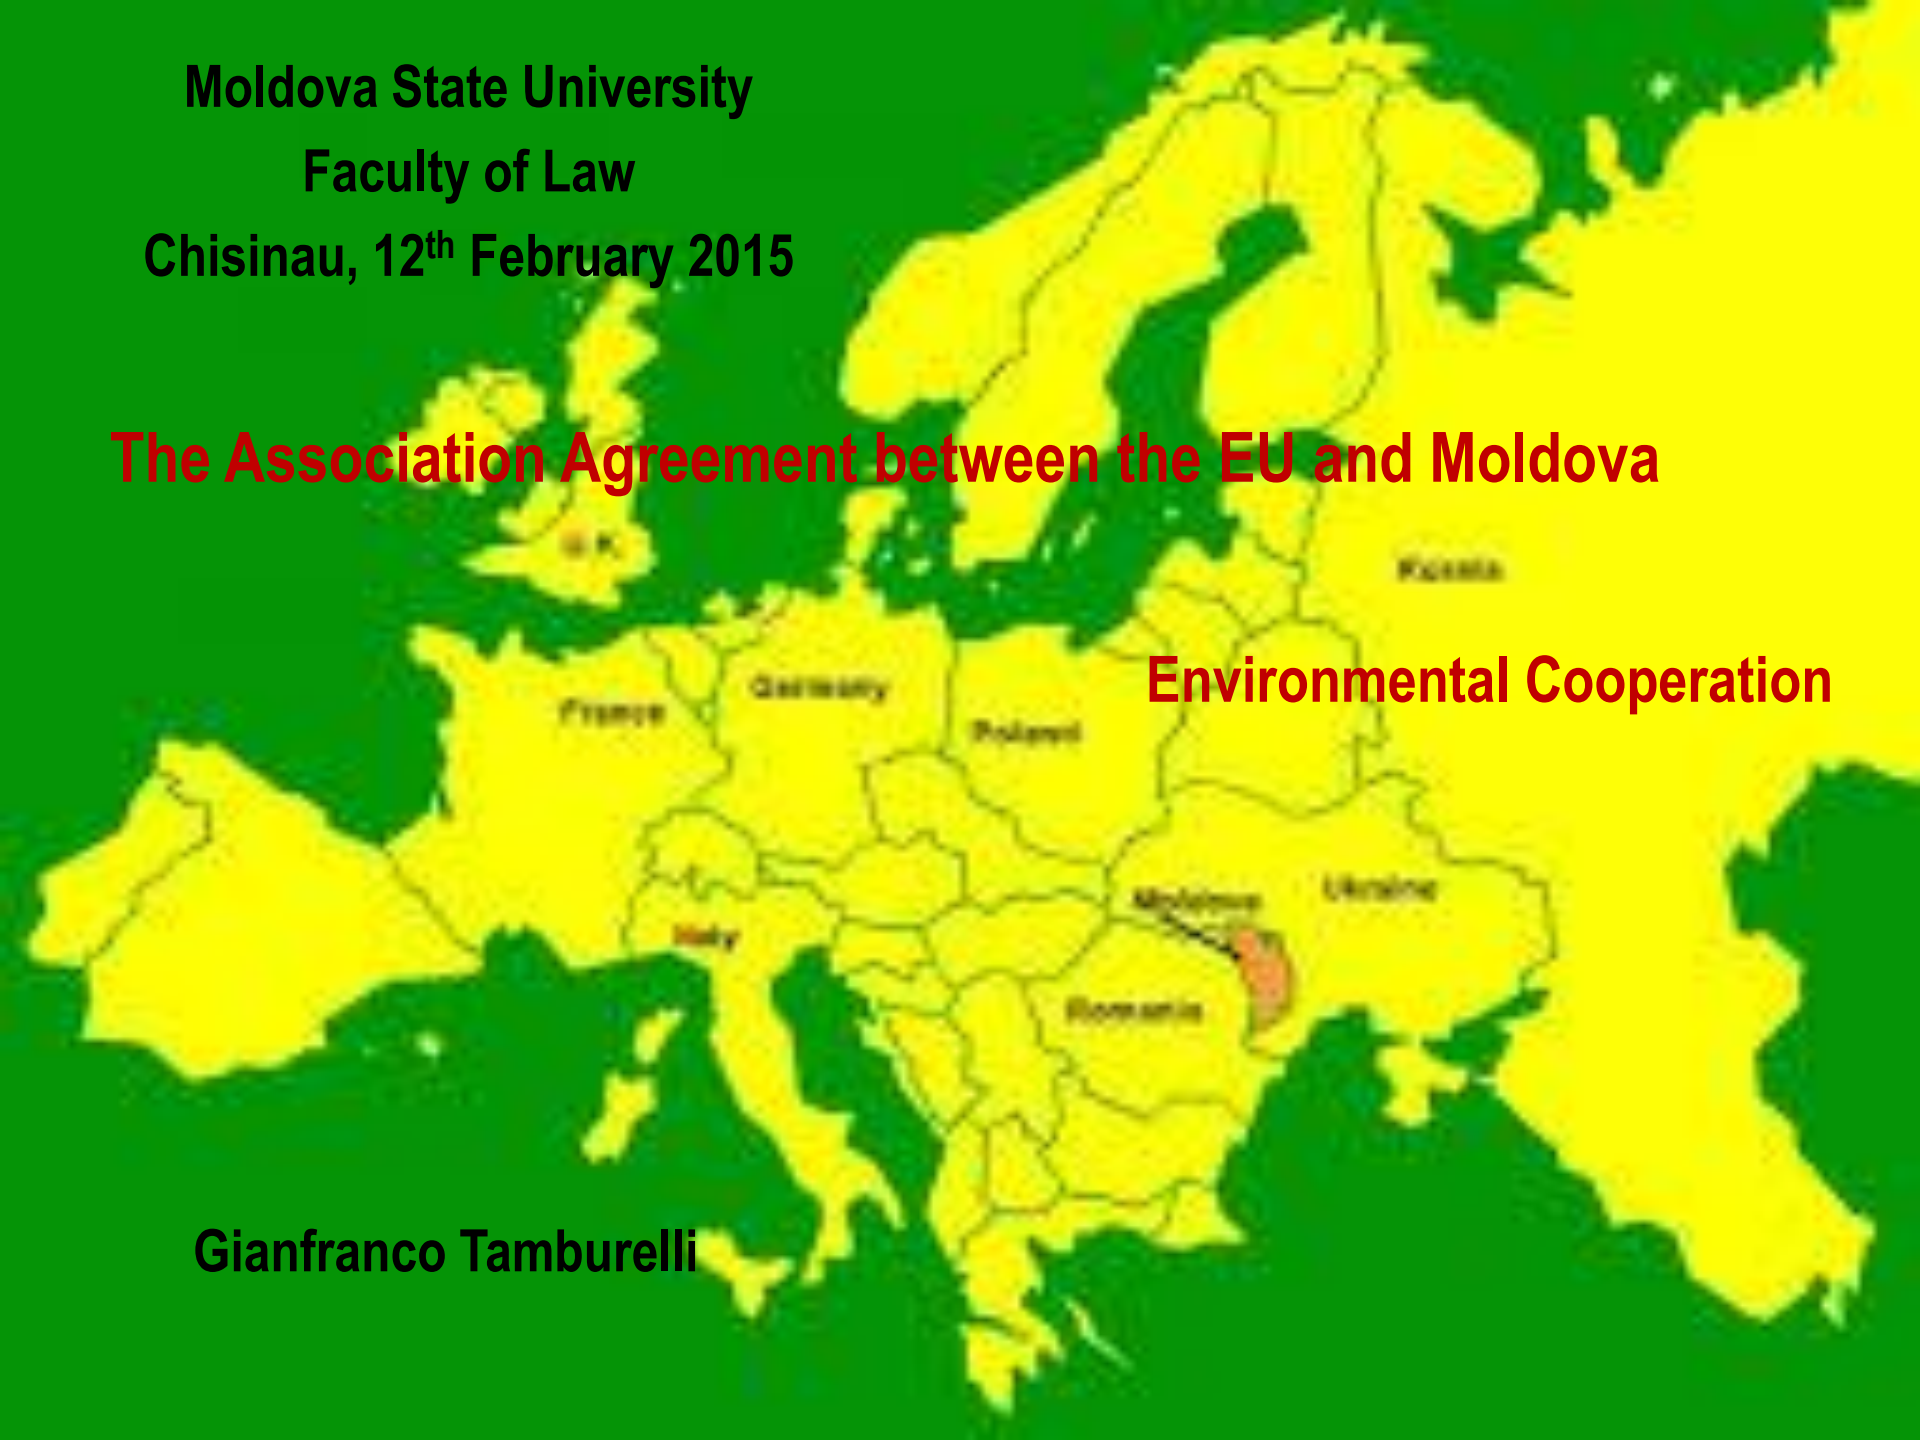 Moldova State University
Faculty of Law
Chisinau, 12th February 2015
The Association Agreement between the EU and Moldova
U.K.
Russia
Environmental Cooperation
Germany
France
Poland
Moldova
Ukraine
Italy
Romania
Gianfranco Tamburelli